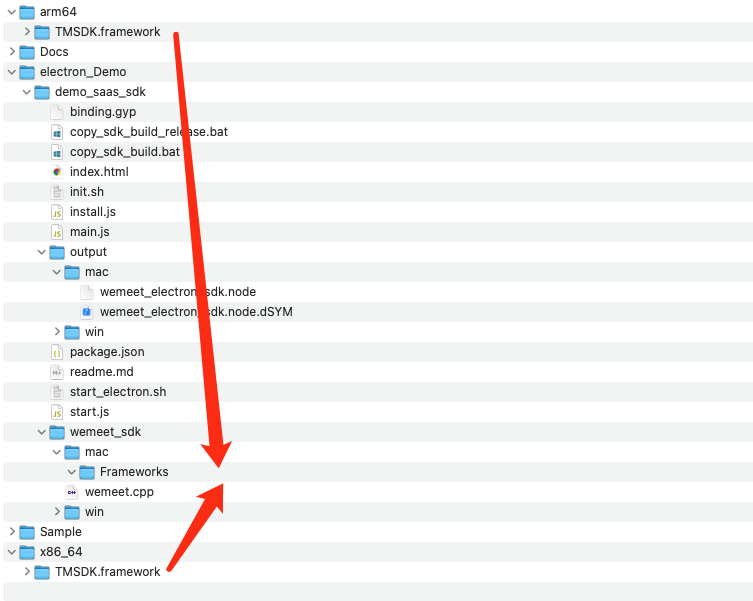 arm64
TMSDK.framework
Docs
electron_Demo
demo_saas_sdk
binding.gyp
copy_sdk_build_release.bat
copy_sdk_build.bat
index.html
init.sh
install.js
main.js
output
mac
wemeet_electron_sdk.node
wemeet_electron_sdk.node.dSYM
win
package.json
readme.md
start_electron.sh
start.js
wemeet_sdk
mac
Frameworks
wemeet.cpp
win
Sample
x86_64
TMSDK.framework